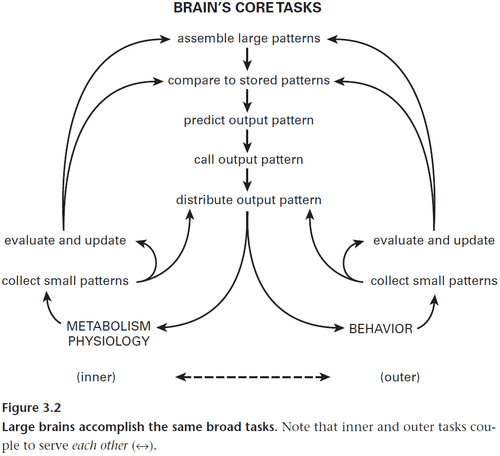 BRAIN'S CORE TASKS
assemble large patterns
compare to stored patterns
predict output pattern
call output pattern
distribute output pattern
evaluate and update
evaluate and update
collect small patterns
collect small patterns
METABOLISM
PHYSIOLOGY
BEHAVIOR
(inner)
(outer)
Figure 3.2
Large brains accomplish the same broad tasks. Note that inner and outer tasks cou-
ple to serve each other (↔).